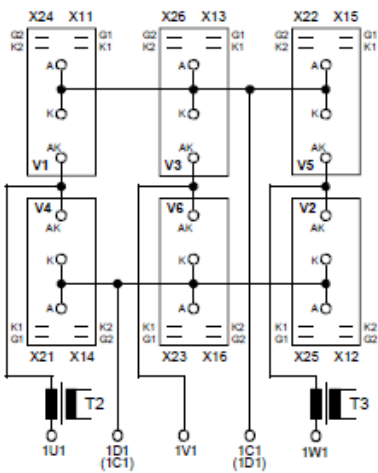 X24 X11 X26 X13 X22 X15
G2 G1 G2 G1 G2 G1
K2 K1 K2 K1 K2 K1
A A A
K K K
AK AK AK
V1 V3 V5
V4 V6 V2
AK AK AK
K K K
A A A
K1 K2 K1 K2 K1 K2
G1 G2 G1 G2 G1 G2
X21 X14 X23 X16 X25 X12
T2 T3
1U1 1D1 1V1 1C1 1W1
(1C1) (1D1)